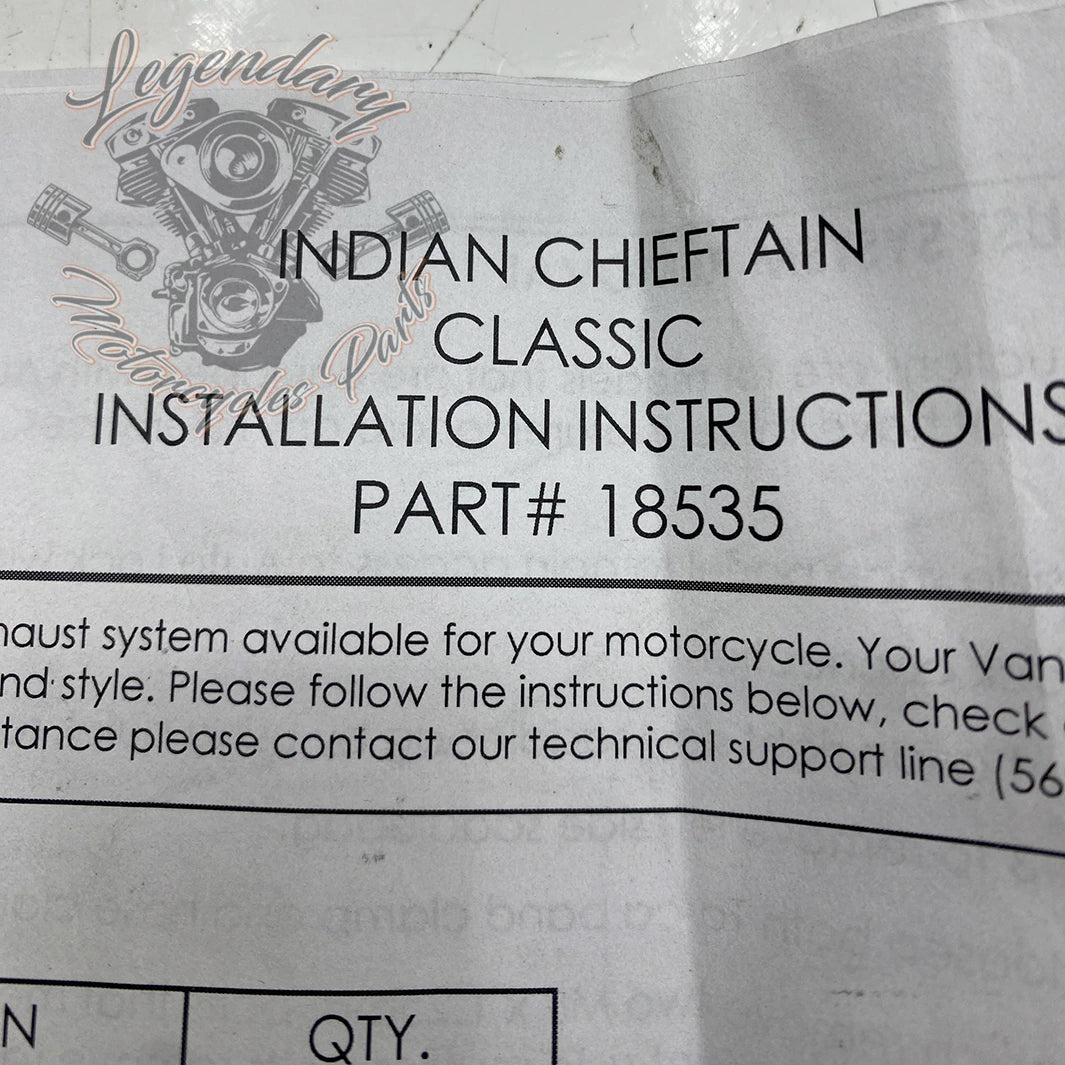 Legendary
Motorcycles Parts
INDIAN CHIEFTAIN
CLASSIC
INSTALLATION INSTRUCTIONS
PART# 18535
haust system available for your motorcycle. Your Van
nd style. Please follow the instructions below, check
tance please contact our technical support line (56
N
QTY.